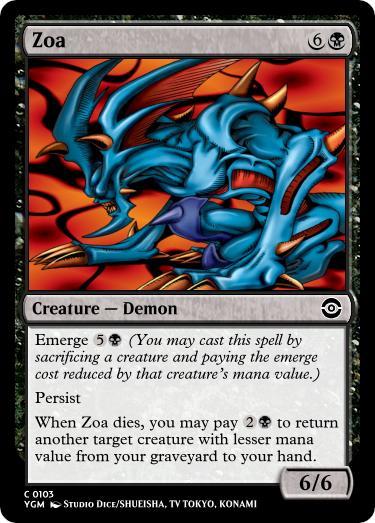 Zoa 6
Creature — Demon
Emerge 5 (You may cast this spell by
sacrificing a creature and paying the emerge
cost reduced by that creature's mana value.)
Persist
When Zoa dies, you may pay 2 to return
another target creature with lesser mana
value from your graveyard to your hand.
6/6
C 0103
YGM Studio Dice/SHUEISHA, TV TOKYO, KONAMI